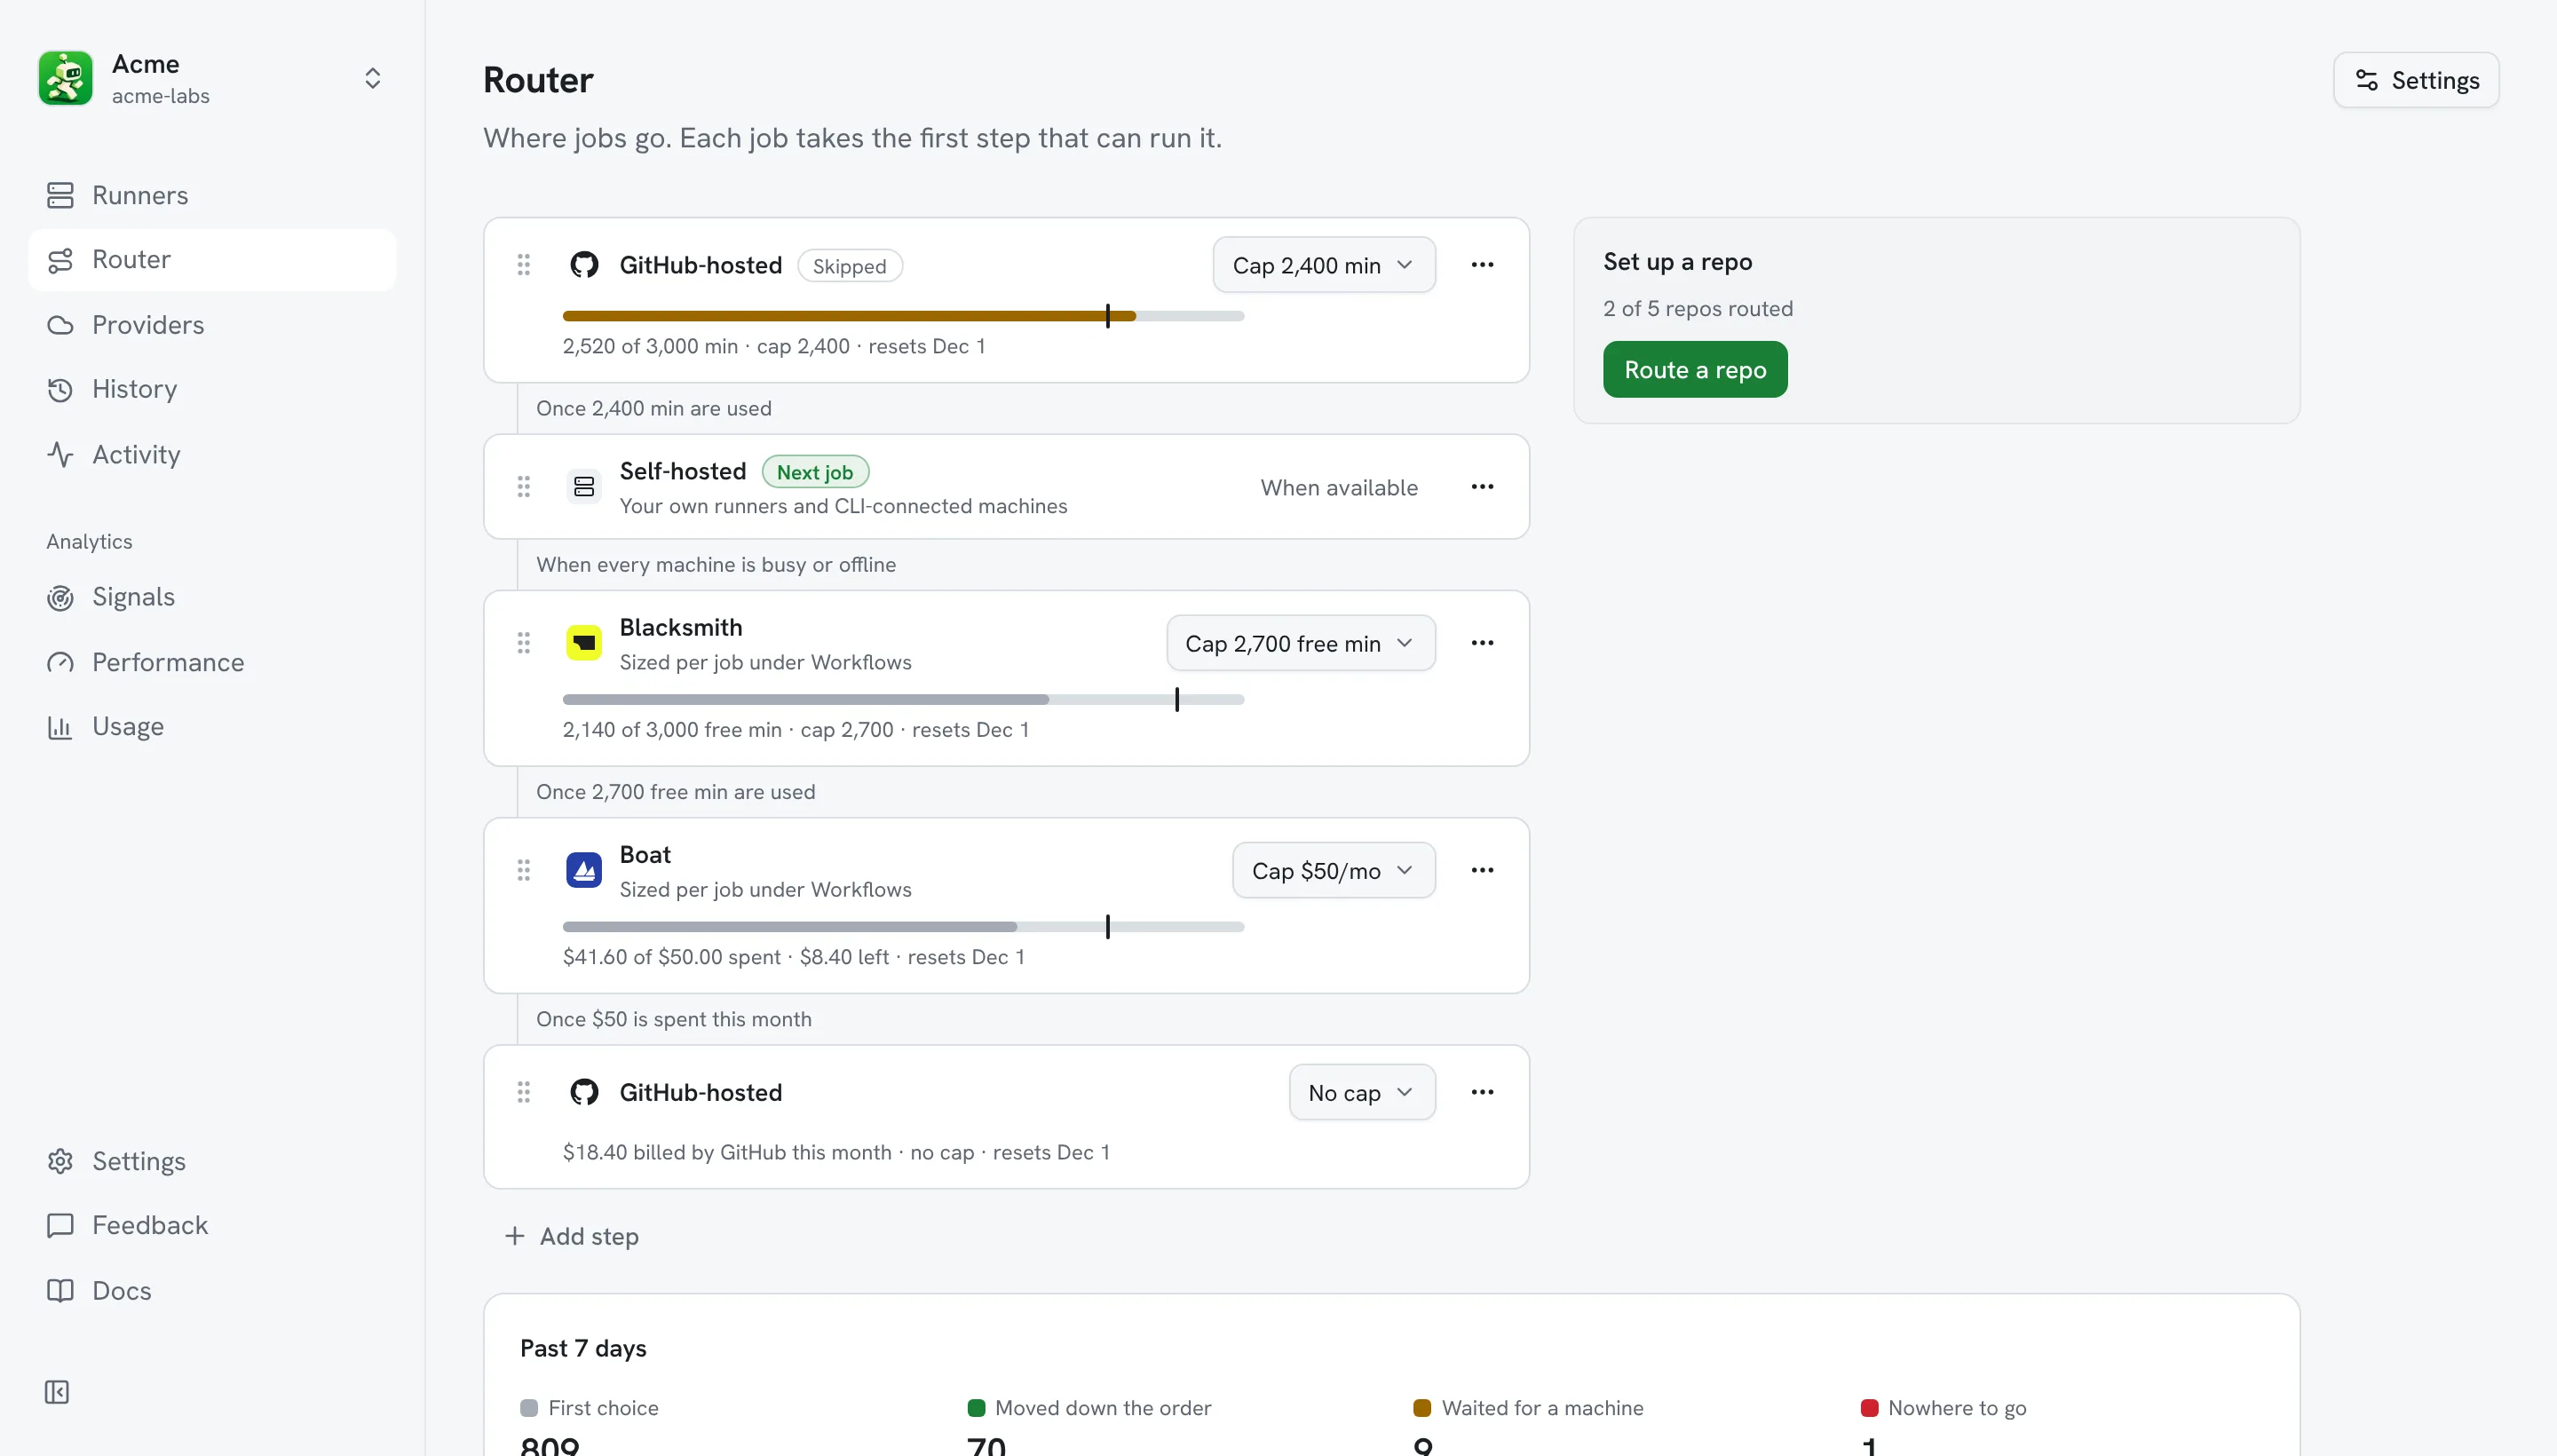 Acme
acme-labs
Runners
Router
Providers
History
Activity
Analytics
Signals
Performance
Usage
Settings
Feedback
Docs
Router
Settings
Where jobs go. Each job takes the first step that can run it.
GitHub-hosted Skipped Cap 2,400 min
2,520 of 3,000 min · cap 2,400 · resets Dec 1
Once 2,400 min are used
Self-hosted Next job
Your own runners and CLI-connected machines
When available
When every machine is busy or offline
Blacksmith
Sized per job under Workflows
Cap 2,700 free min
2,140 of 3,000 free min · cap 2,700 · resets Dec 1
Once 2,700 free min are used
Boat
Sized per job under Workflows
Cap $50/mo
$41.60 of $50.00 spent · $8.40 left · resets Dec 1
Once $50 is spent this month
GitHub-hosted No cap
$18.40 billed by GitHub this month · no cap · resets Dec 1
Add step
Set up a repo
2 of 5 repos routed
Route a repo
Past 7 days
First choice
809
Moved down the order
70
Waited for a machine
9
Nowhere to go
1